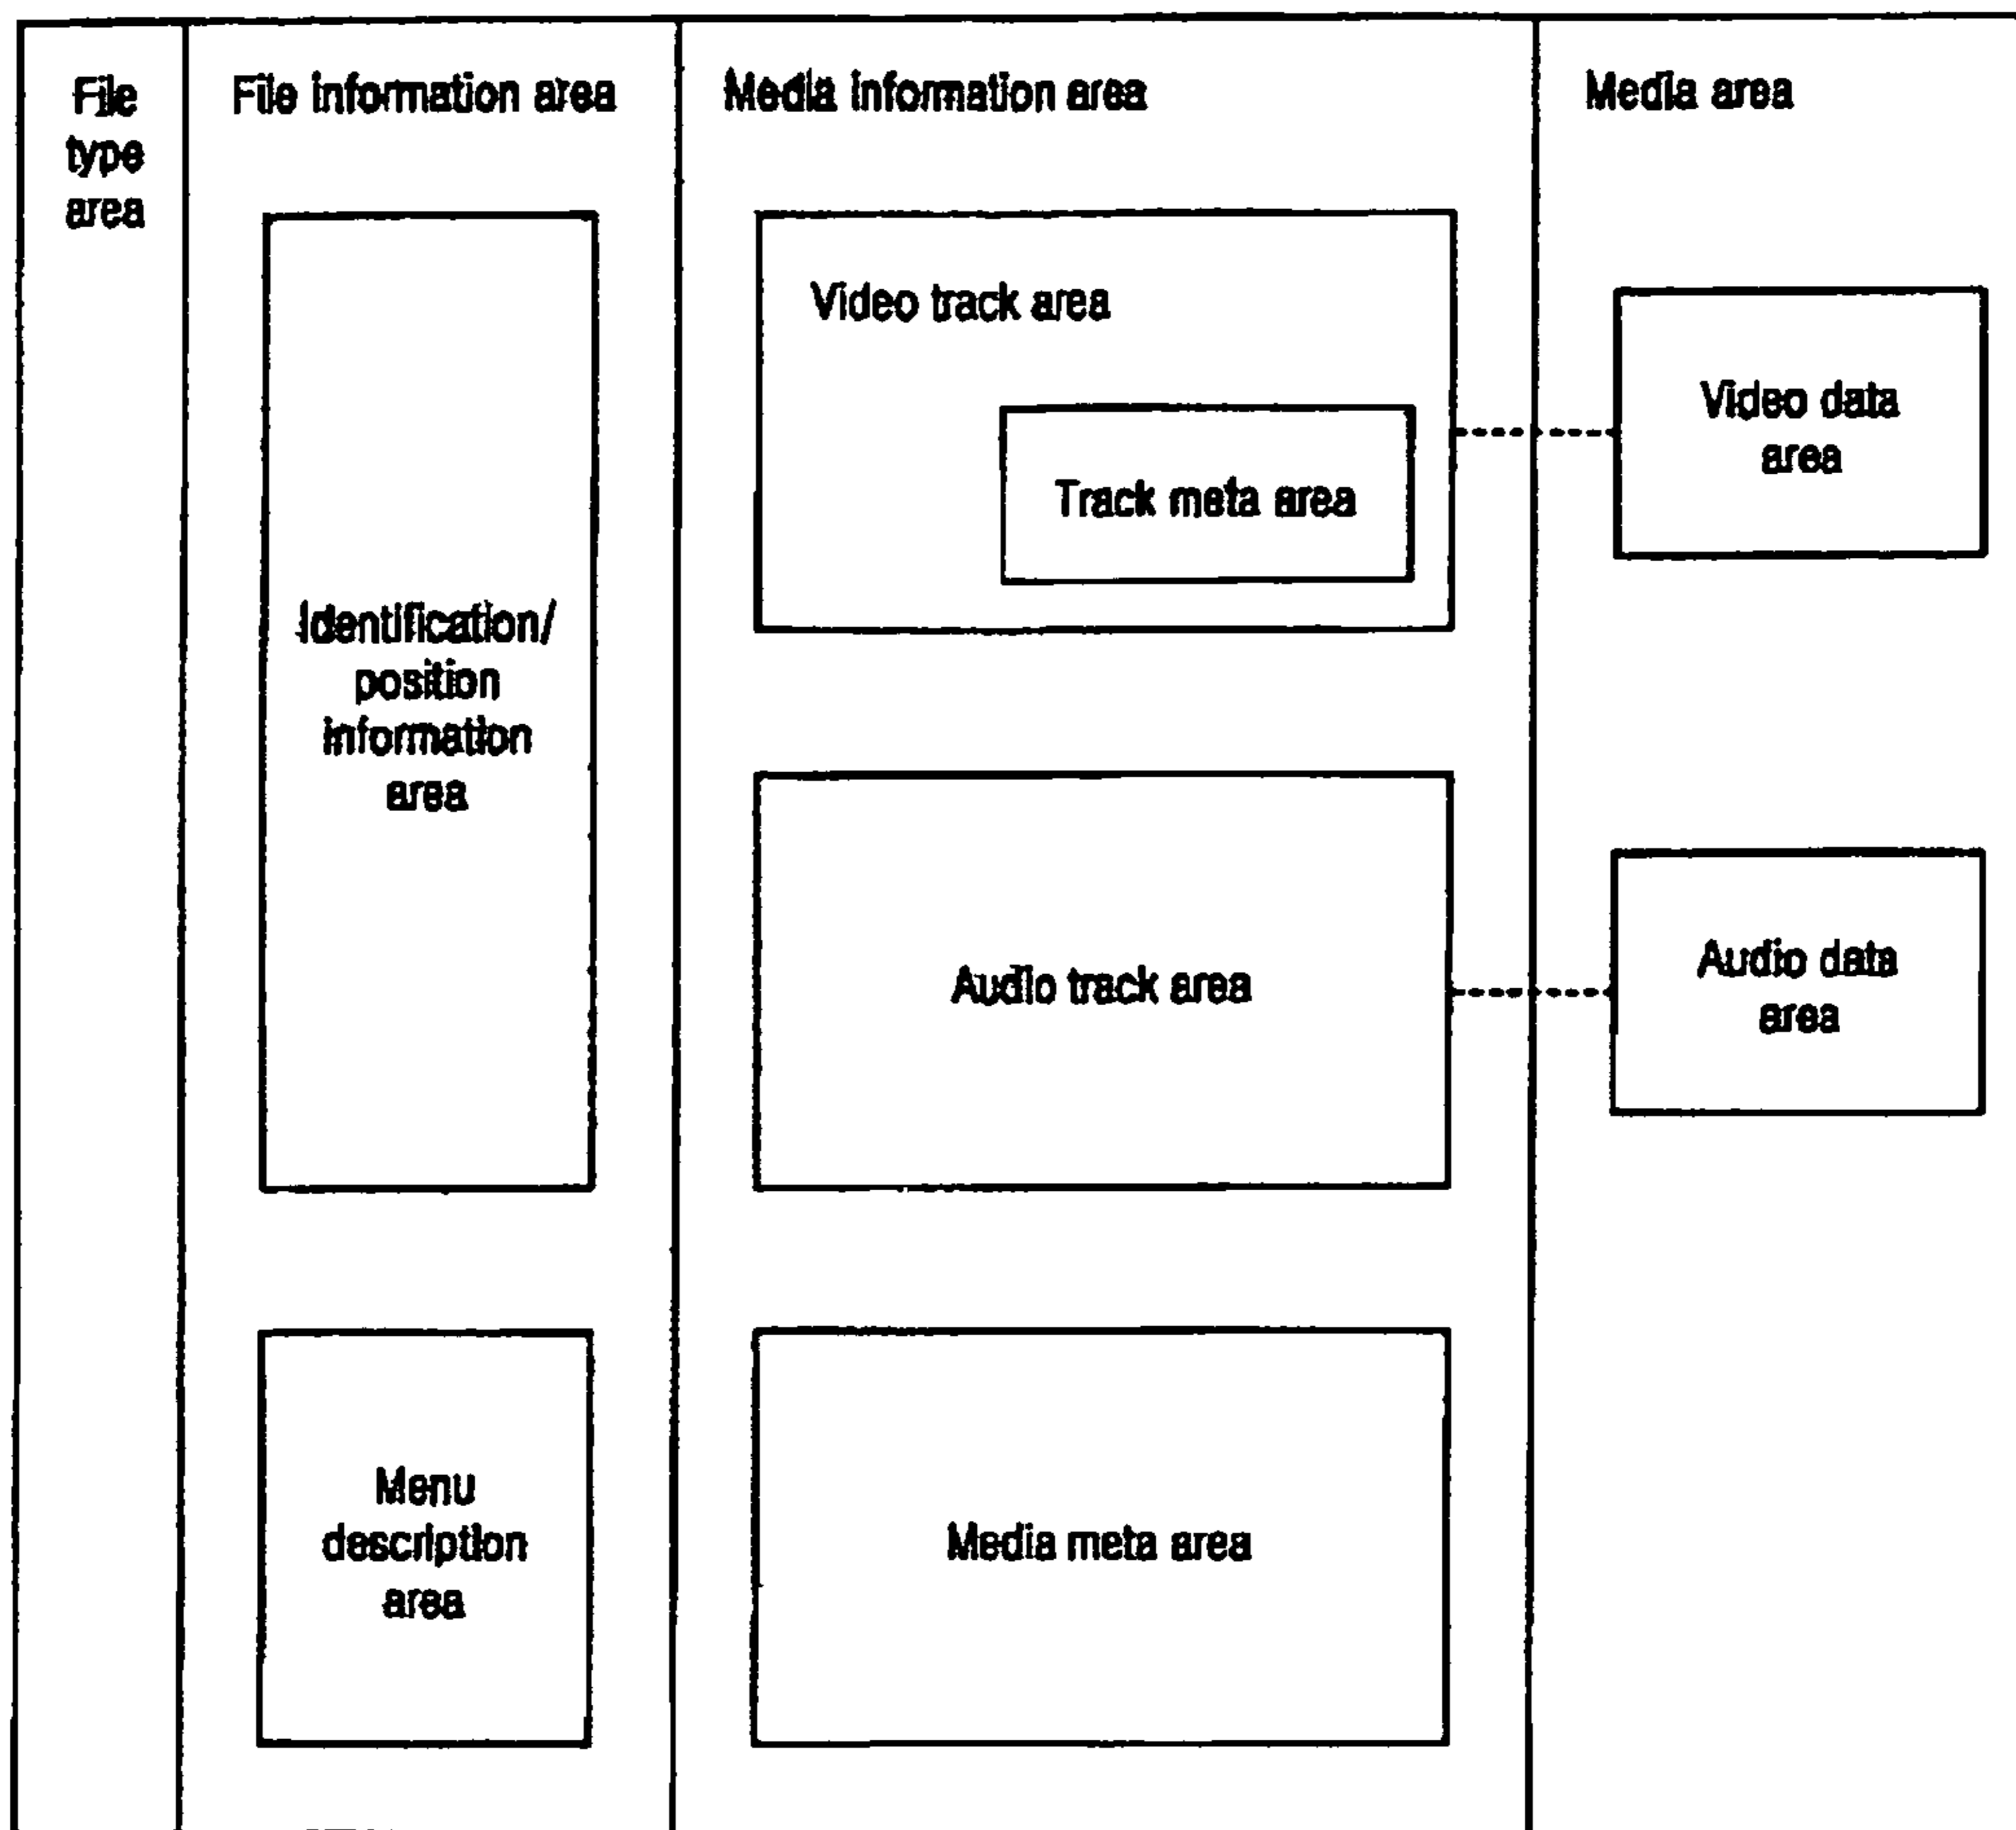 File
type
area
File information area
Identification/
position
information
area
Menu
description
area
Media information area
Video track area
Track meta area
Audio track area
Media meta area
Media area
Video data
area
Audio data
area